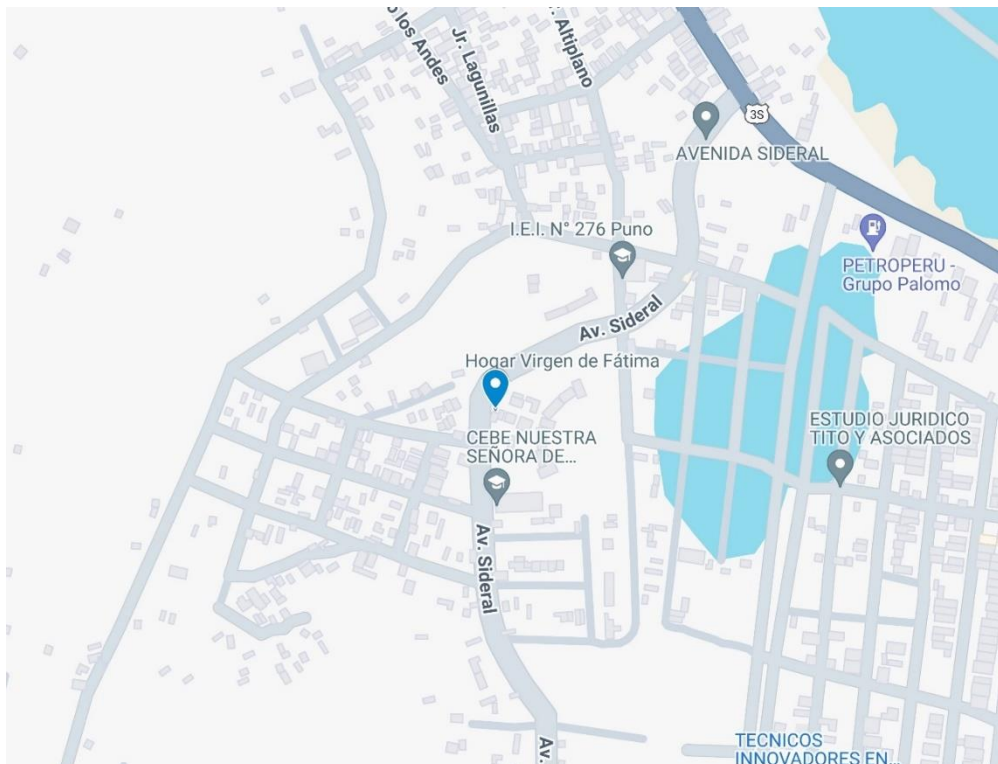 o los Andes
Jr. Lagunillas
. Altiplano
3S
AVENIDA SIDERAL
I.E.I. N° 276 Puno
PETROPERU -
Grupo Palomo
Av. Sideral
Hogar Virgen de Fátima
CEBE NUESTRA
SEÑORA DE...
ESTUDIO JURIDICO
TITO Y ASOCIADOS
Av. Sideral
Av.
TECNICOS
INNOVADORES EN...